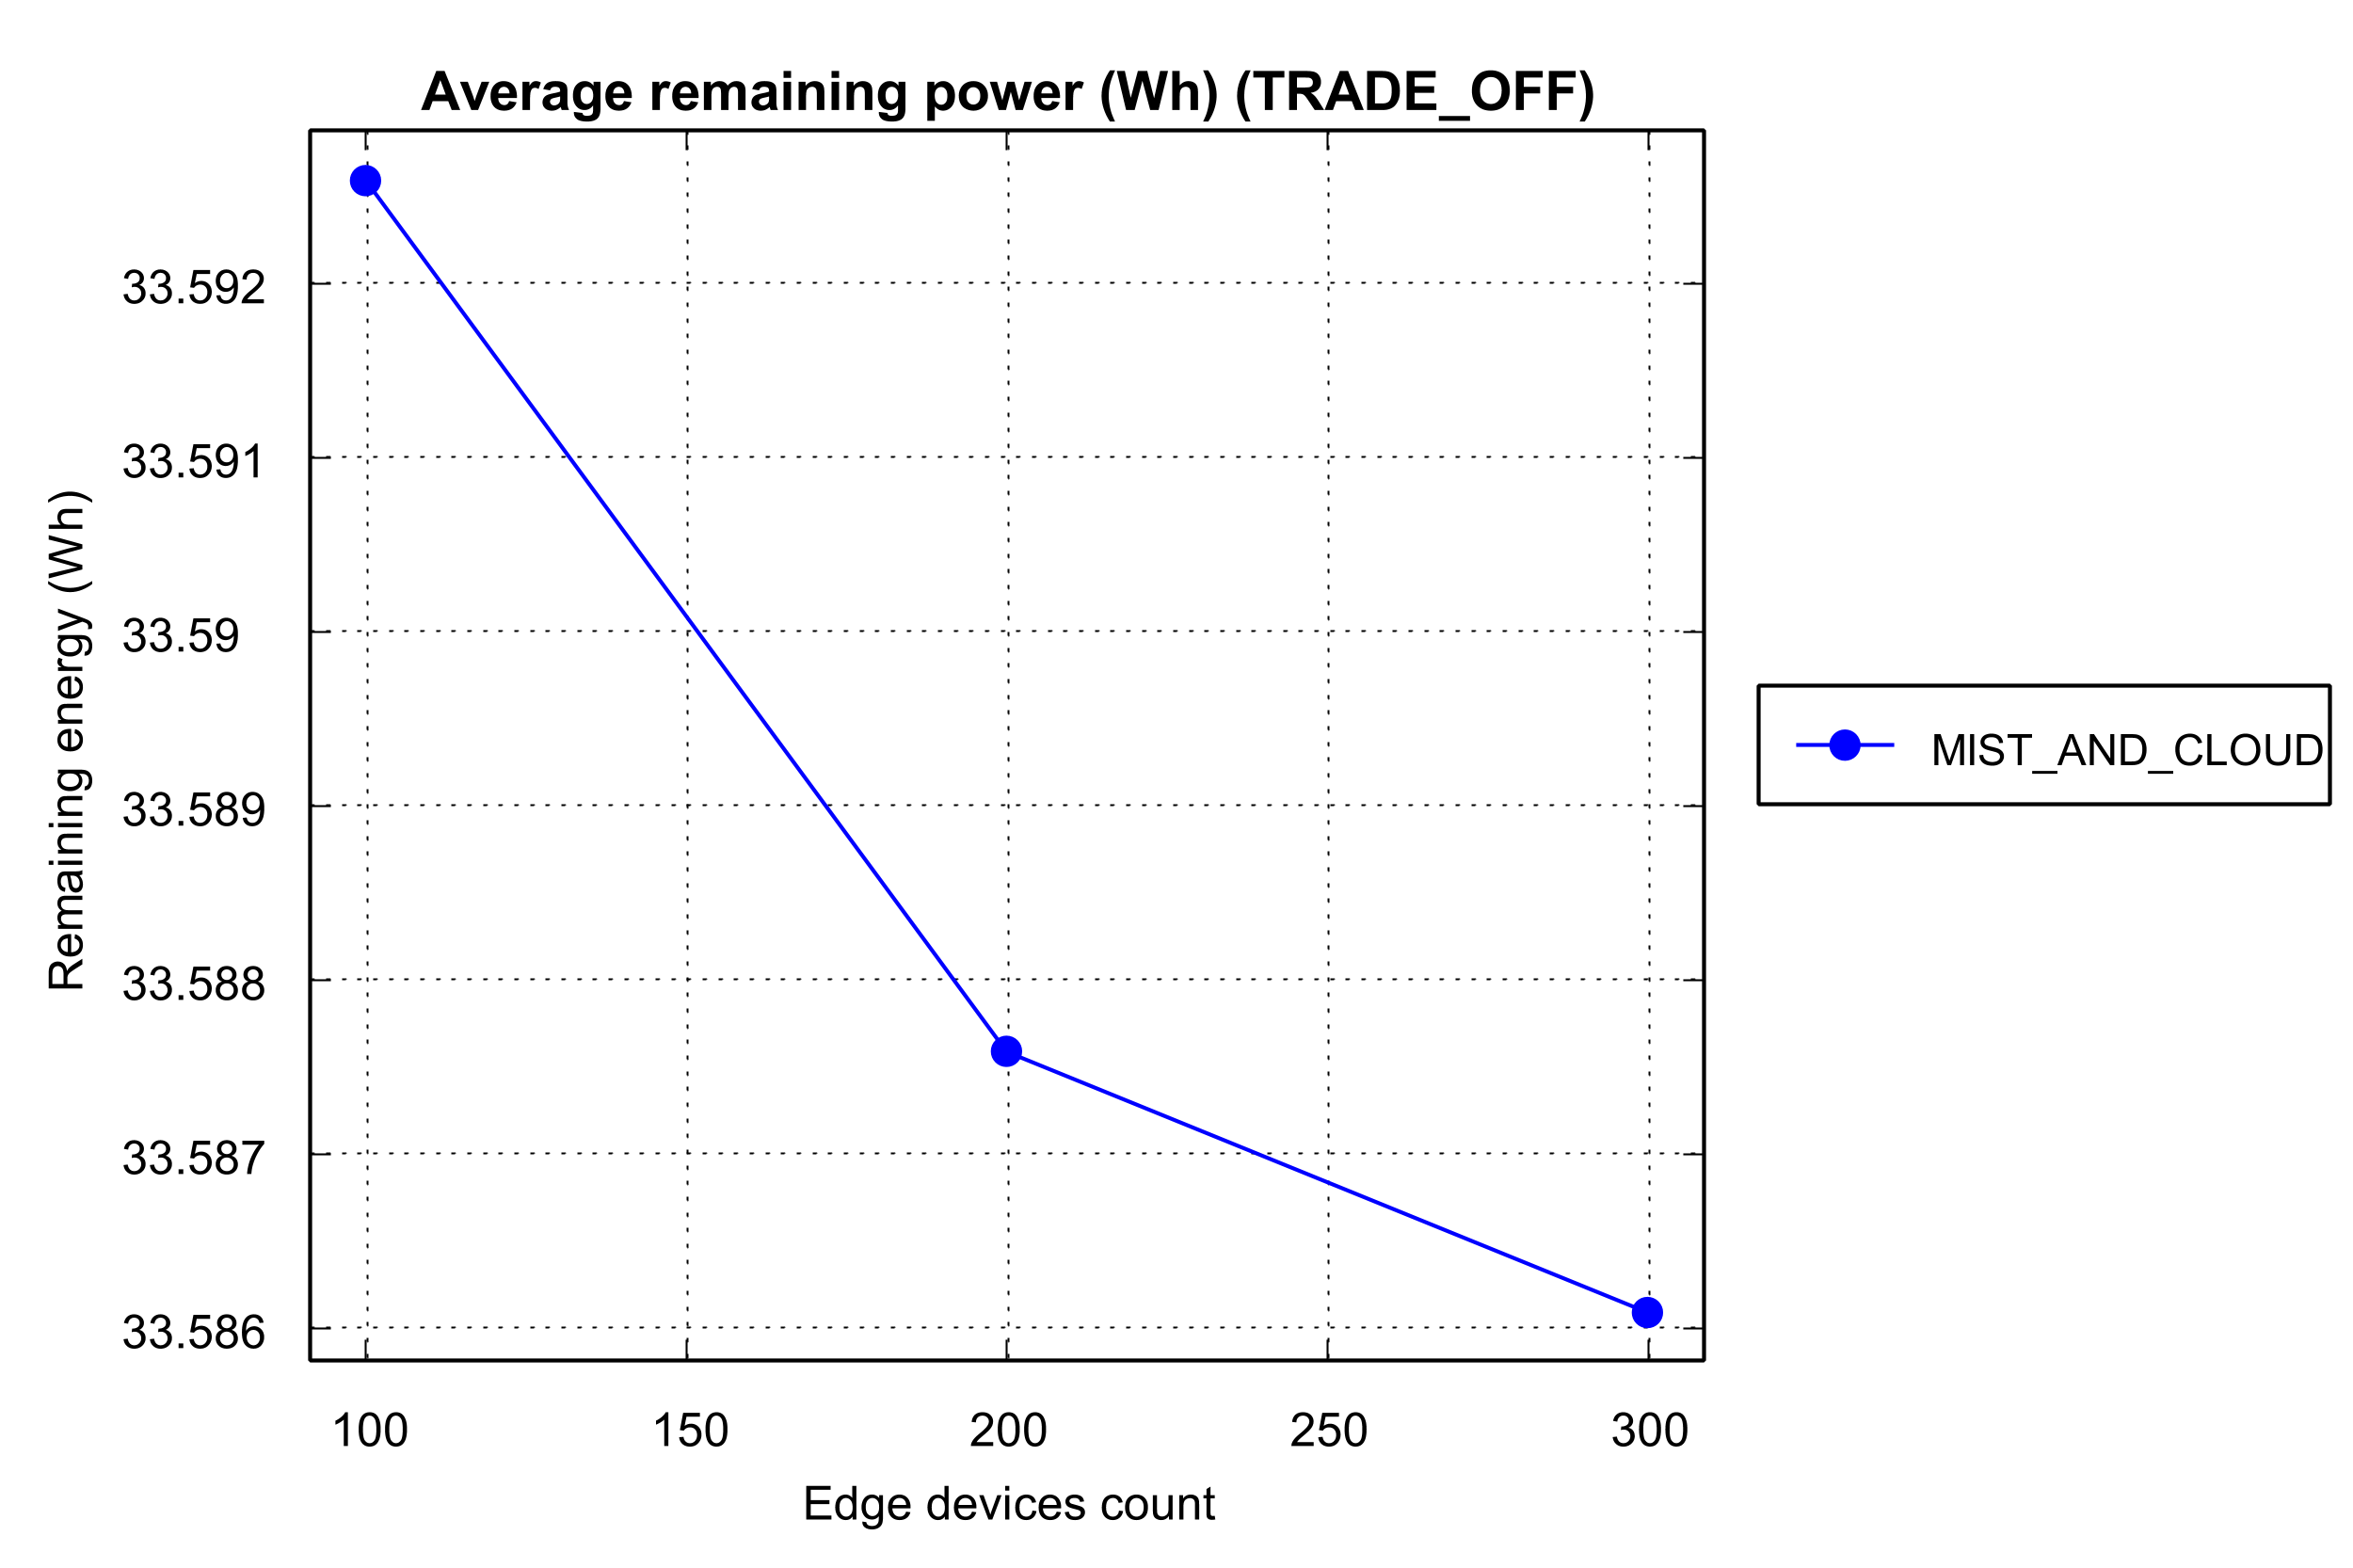 Average remaining power (Wh) (TRADE_OFF)
Remaining energy (Wh)
33.592
33.591
33.59
33.589
33.588
33.587
33.586
100 150 200 250 300
Edge devices count
MIST_AND_CLOUD